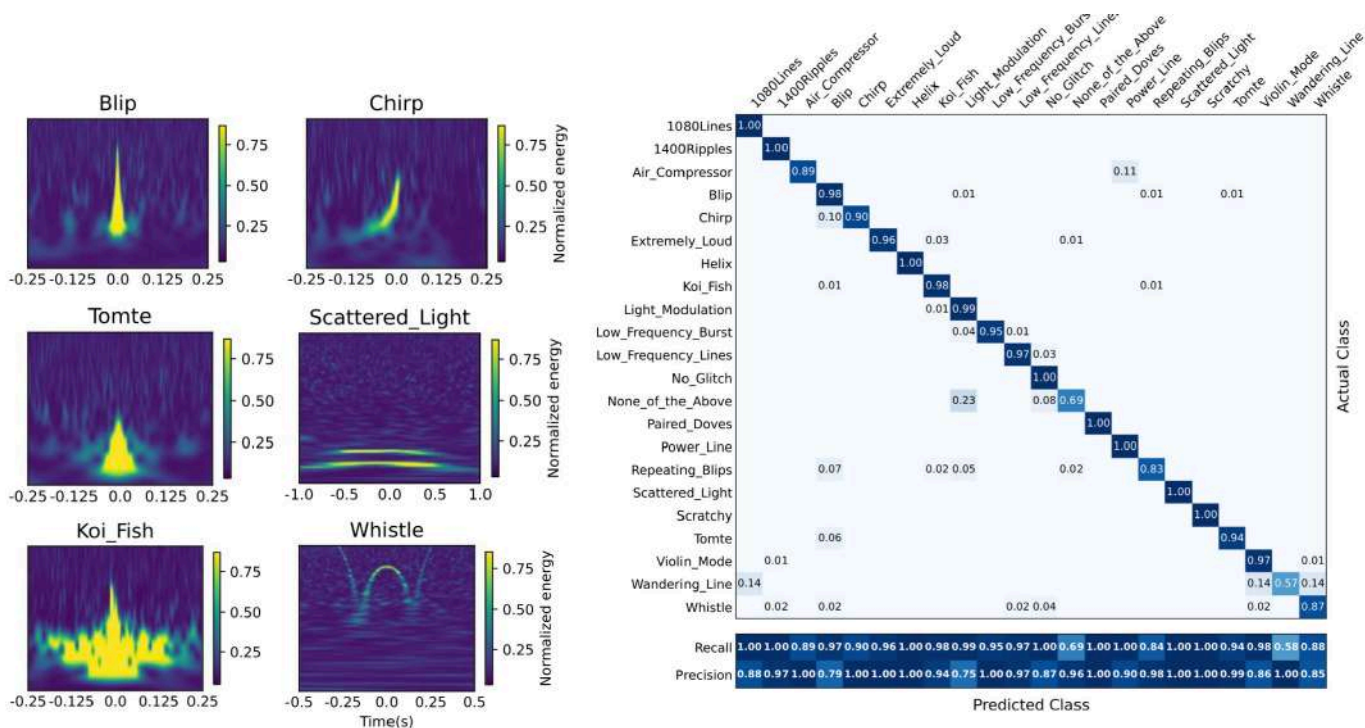 Blip
Chirp
0.75
0.50
0.25
-0.25
-0.125
0.0
0.125
0.25
0.75
0.50
0.25
Normalized energy
-0.25
-0.125
0.0
0.125
0.25
Tomte
Scattered_Light
0.75
0.50
0.25
-0.25
-0.125
0.0
0.125
0.25
0.75
0.50
0.25
Normalized energy
-1.0
-0.5
0.0
0.5
1.0
Koi_Fish
Whistle
0.75
0.50
0.25
-0.25
-0.125
0.0
0.125
0.25
0.75
0.50
0.25
Normalized energy
-0.5
-0.25
0.0
0.25
0.5
Time(s)
1080Lines
1400Ripples
Air_Compressor
Blip
Chirp
Extremely_Loud
Helix
Koi_Fish
Light_Modulation
Low_Frequency_Burs
Low_Frequency_Lines
No_Glitch
None_of_the_Above
Paired_Doves
Power_Line
Repeating_Blips
Scattered_Light
Scratchy
Tomte
Violin_Mode
Wandering_Line
Whistle
1080Lines 1.00
1400Ripples 1.00
Air_Compressor 0.89 0.11
Blip 0.98 0.01 0.01 0.01
Chirp 0.10 0.90
Extremely_Loud 0.96 0.03 0.01
Helix 1.00
Koi_Fish 0.01 0.98 0.01
Light_Modulation 0.01 0.99
Low_Frequency_Burst 0.04 0.95 0.01
Low_Frequency_Lines 0.97 0.03
No_Glitch 1.00
None_of_the_Above 0.23 0.08 0.69
Paired_Doves 1.00
Power_Line 1.00
Repeating_Blips 0.07 0.02 0.05 0.02 0.83
Scattered_Light 1.00
Scratchy 1.00
Tomte 0.06 0.94
Violin_Mode 0.01 0.97 0.01
Wandering_Line 0.14 0.14 0.57 0.14
Whistle 0.02 0.02 0.02 0.04 0.02 0.87
Actual Class
Recall 1.00 1.00 0.89 0.97 0.90 0.96 1.00 0.98 0.99 0.95 0.97 1.00 0.69 1.00 1.00 0.84 1.00 1.00 0.94 0.98 0.58 0.88
Precision 0.88 0.97 1.00 0.79 1.00 1.00 1.00 0.94 0.75 1.00 0.97 0.87 0.96 1.00 0.90 0.98 1.00 1.00 0.99 0.86 1.00 0.85
Predicted Class